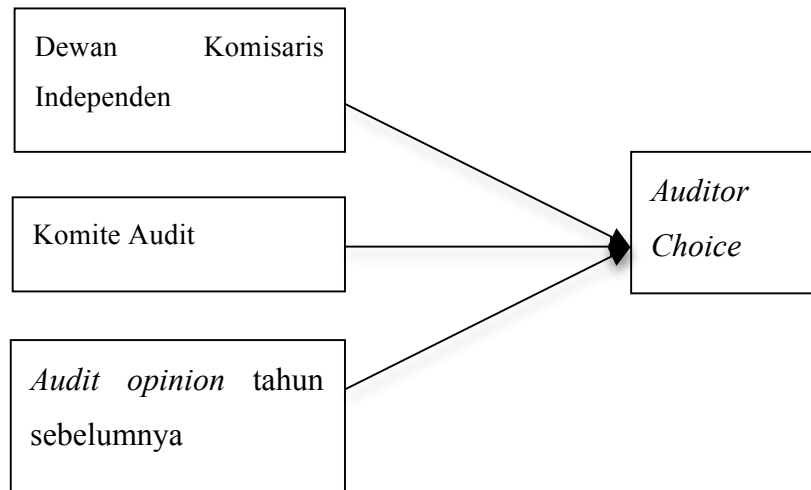 Dewan Komisaris
Independen
Komite Audit
Audit opinion tahun
sebelumnya
Auditor
Choice